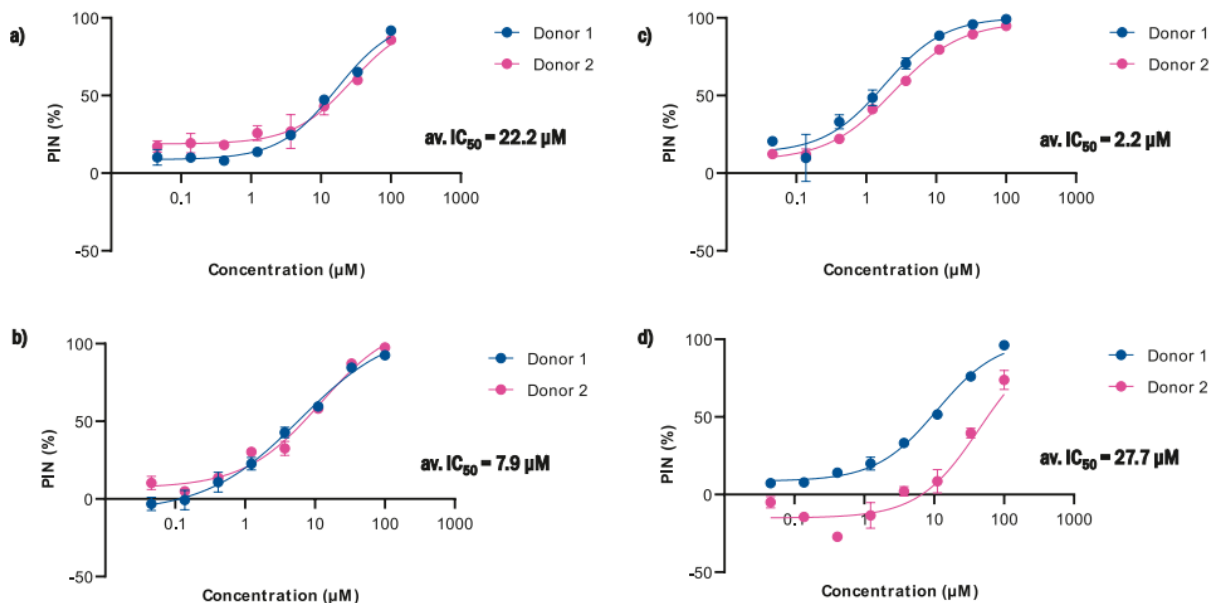 a)
100
50
0
-50
PIN (%)
0.1 1 10 100 1000
Concentration (µM)
Donor 1
Donor 2
av. IC50 = 22.2 µM
c)
100
50
0
-50
PIN (%)
0.1 1 10 100 1000
Concentration (µM)
Donor 1
Donor 2
av. IC50 = 2.2 µM
b)
100
50
0
-50
PIN (%)
0.1 1 10 100 1000
Concentration (µM)
Donor 1
Donor 2
av. IC50 = 7.9 µM
d)
100
50
0
-50
PIN (%)
0.1 1 10 100 1000
Concentration (µM)
Donor 1
Donor 2
av. IC50 = 27.7 µM